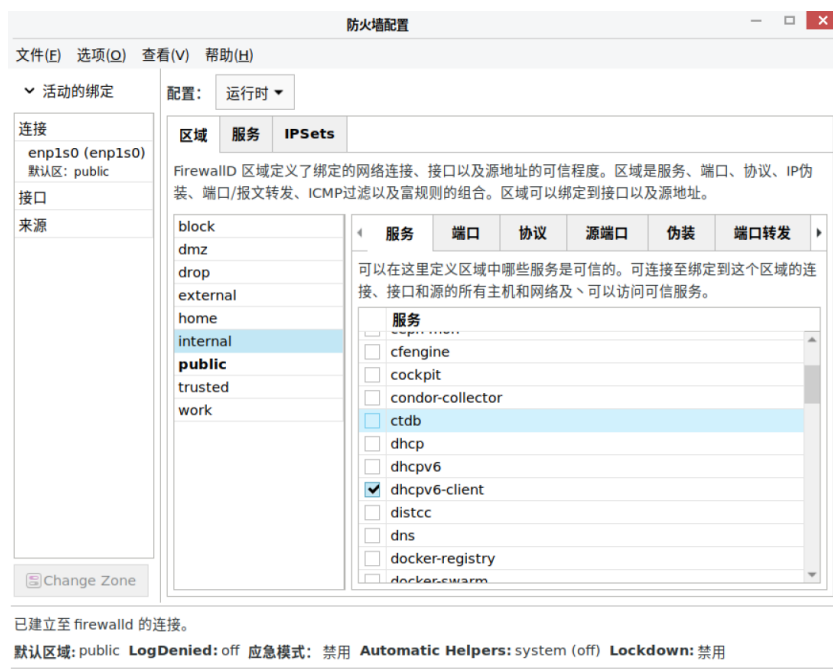 防火墙配置
文件(F) 选项(O) 查看(V) 帮助(H)
活动的绑定
连接
enp1s0 (enp1s0)
默认区: public
接口
来源
Change Zone
配置: 运行时
区域 服务 IPSets
FirewallD 区域定义了绑定的网络连接、接口以及源地址的可信程度。区域是服务、端口、协议、IP伪
装、端口/报文转发、ICMP过滤以及富规则的组合。区域可以绑定到接口以及源地址。
block
dmz
drop
external
home
internal
public
trusted
work
服务 端口 协议 源端口 伪装 端口转发
可以在这里定义区域中哪些服务是可信的。可连接至绑定到这个区域的连
接、接口和源的所有主机和网络及丶可以访问可信服务。
服务
ceph-mon
cfengine
cockpit
condor-collector
ctdb
dhcp
dhcpv6
dhcpv6-client
distcc
dns
docker-registry
docker-swarm
已建立至 firewalld 的连接。
默认区域: public LogDenied: off 应急模式: 禁用 Automatic Helpers: system (off) Lockdown: 禁用